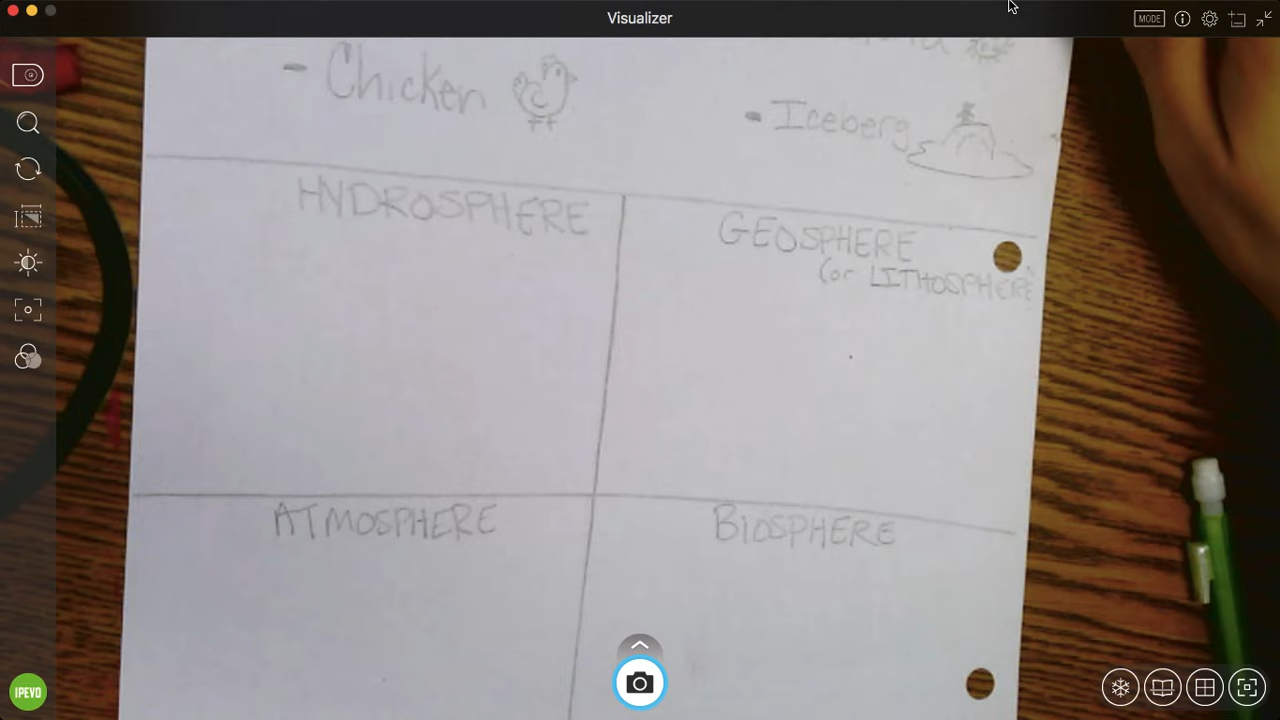 Visualizer
MODE
- Chicken
- Iceberg
HYDROSPHERE
GEOSPHERE
(or LITHOSPHERE)
ATMOSPHERE
BIOSPHERE
IPEVO